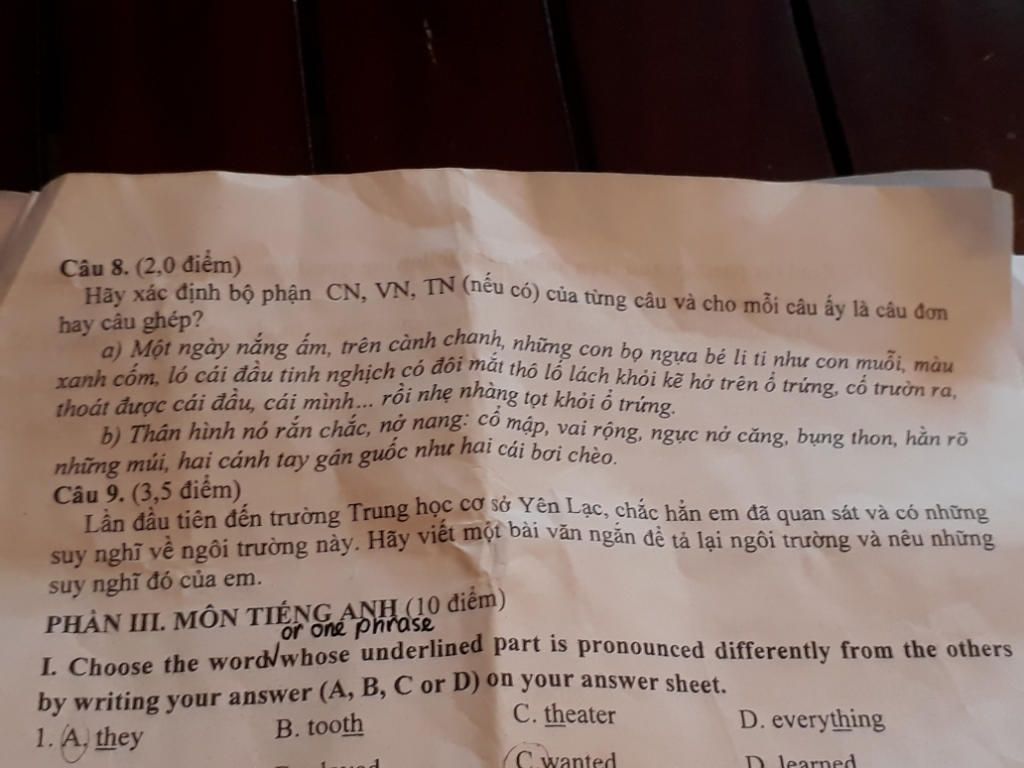 Câu 8. (2,0 điểm)
Hãy xác định bộ phận CN, VN, TN (nếu có) của từng câu và cho mỗi câu ấy là câu đơn
hay câu ghép?
a) Một ngày nắng ấm, trên cành chanh, những con bọ ngựa bé li ti như con muỗi, màu
xanh cốm, ló cái đầu tinh nghịch có đôi mắt thô lố lách khỏi kẽ hở trên ổ trứng, cố trườn ra,
thoát được cái đầu, cái mình... rồi nhẹ nhàng tọt khỏi ổ trứng.
b) Thân hình nó rắn chắc, nở nang: cổ mập, vai rộng, ngực nở căng, bụng thon, hằn rõ
những múi, hai cánh tay gân guốc như hai cái bơi chèo.
Câu 9. (3,5 điểm)
Lần đầu tiên đến trường Trung học cơ sở Yên Lạc, chắc hẳn em đã quan sát và có những
suy nghĩ về ngôi trường này. Hãy viết một bài văn ngắn để tả lại ngôi trường và nêu những
suy nghĩ đó của em.
PHẦN III. MÔN TIẾNG ANH (10 điểm)
or one phrase
I. Choose the word whose underlined part is pronounced differently from the others
by writing your answer (A, B, C or D) on your answer sheet.
1. A. they B. tooth C. theater D. everything
C. wanted D. learned